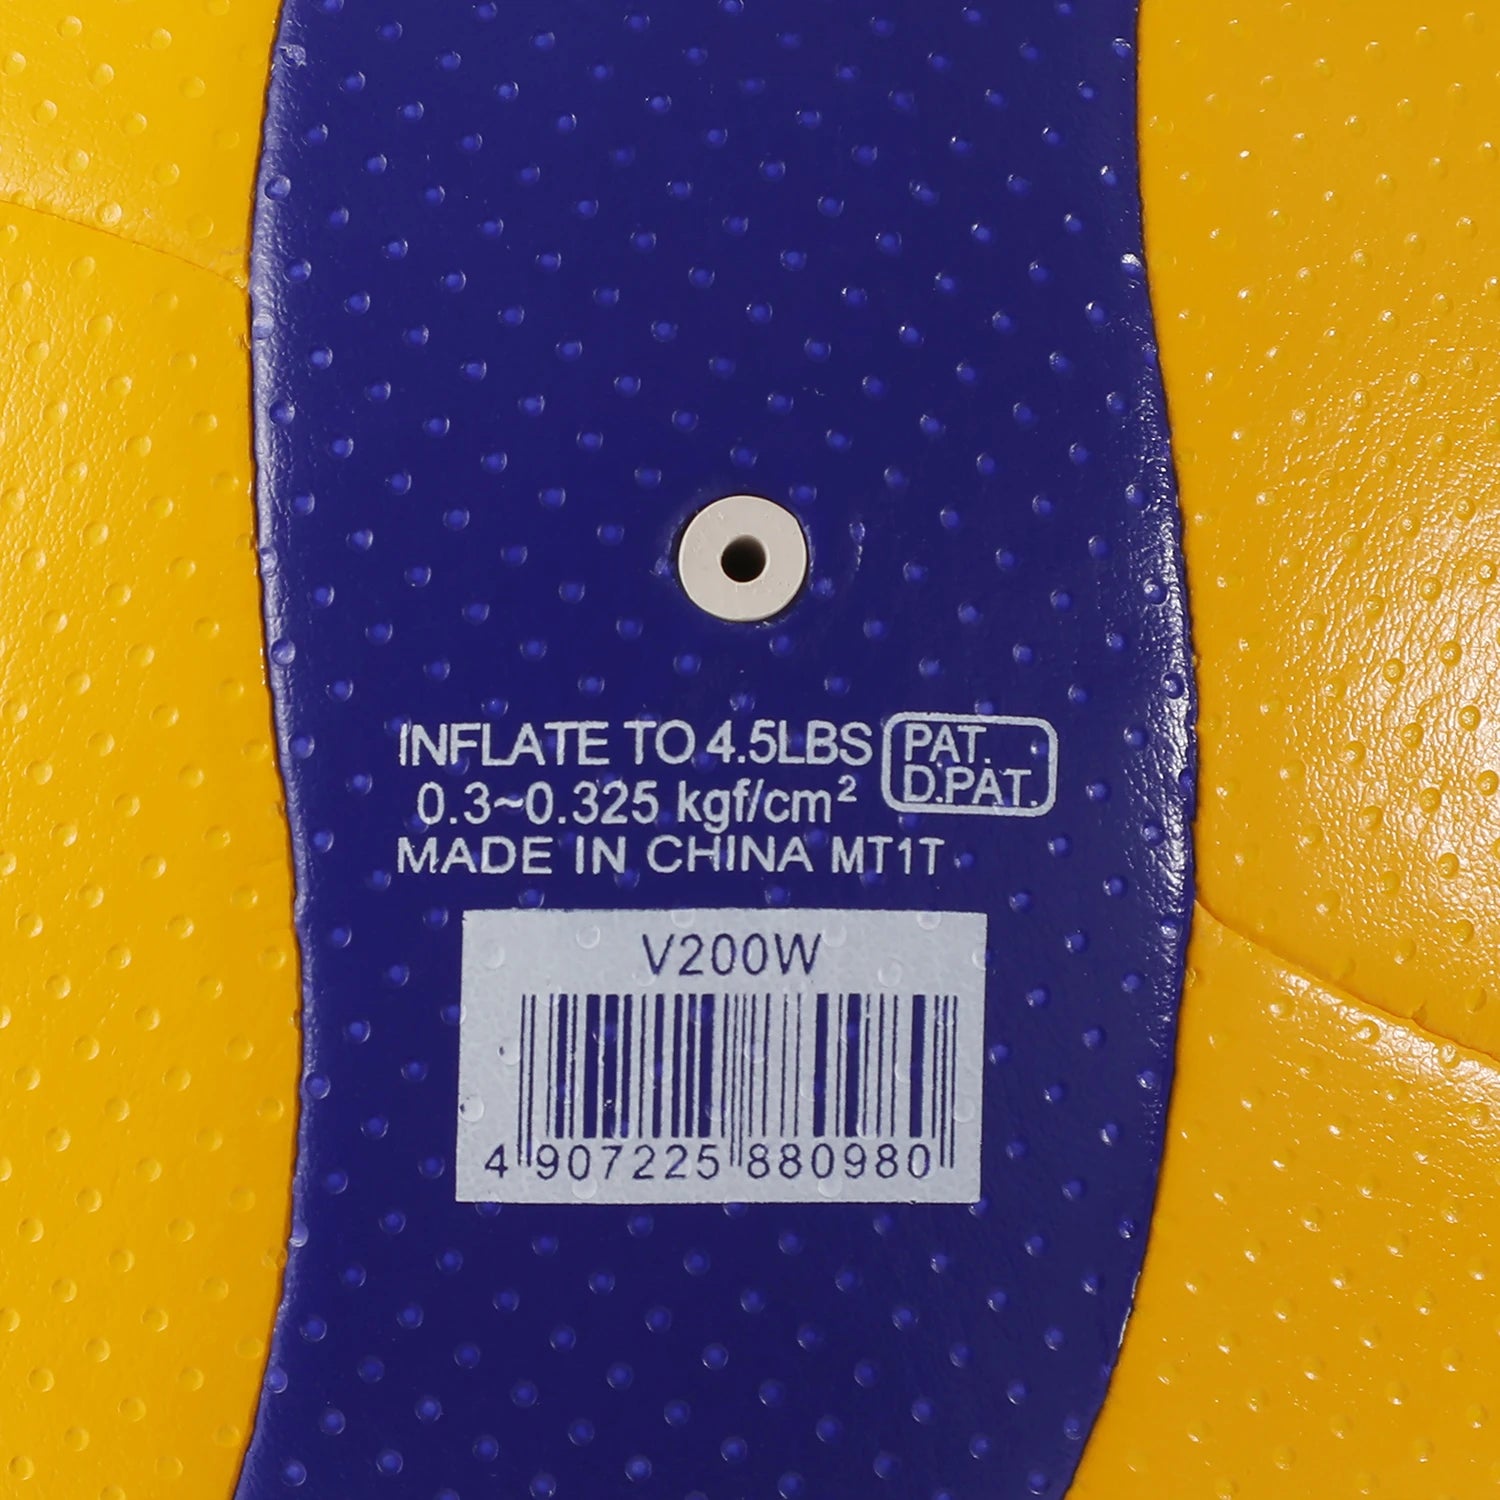 INFLATE TO 4.5LBS
0.3~0.325 kgf/cm²
MADE IN CHINA MT1T
PAT.
D.PAT.
V200W
4 907225 880980